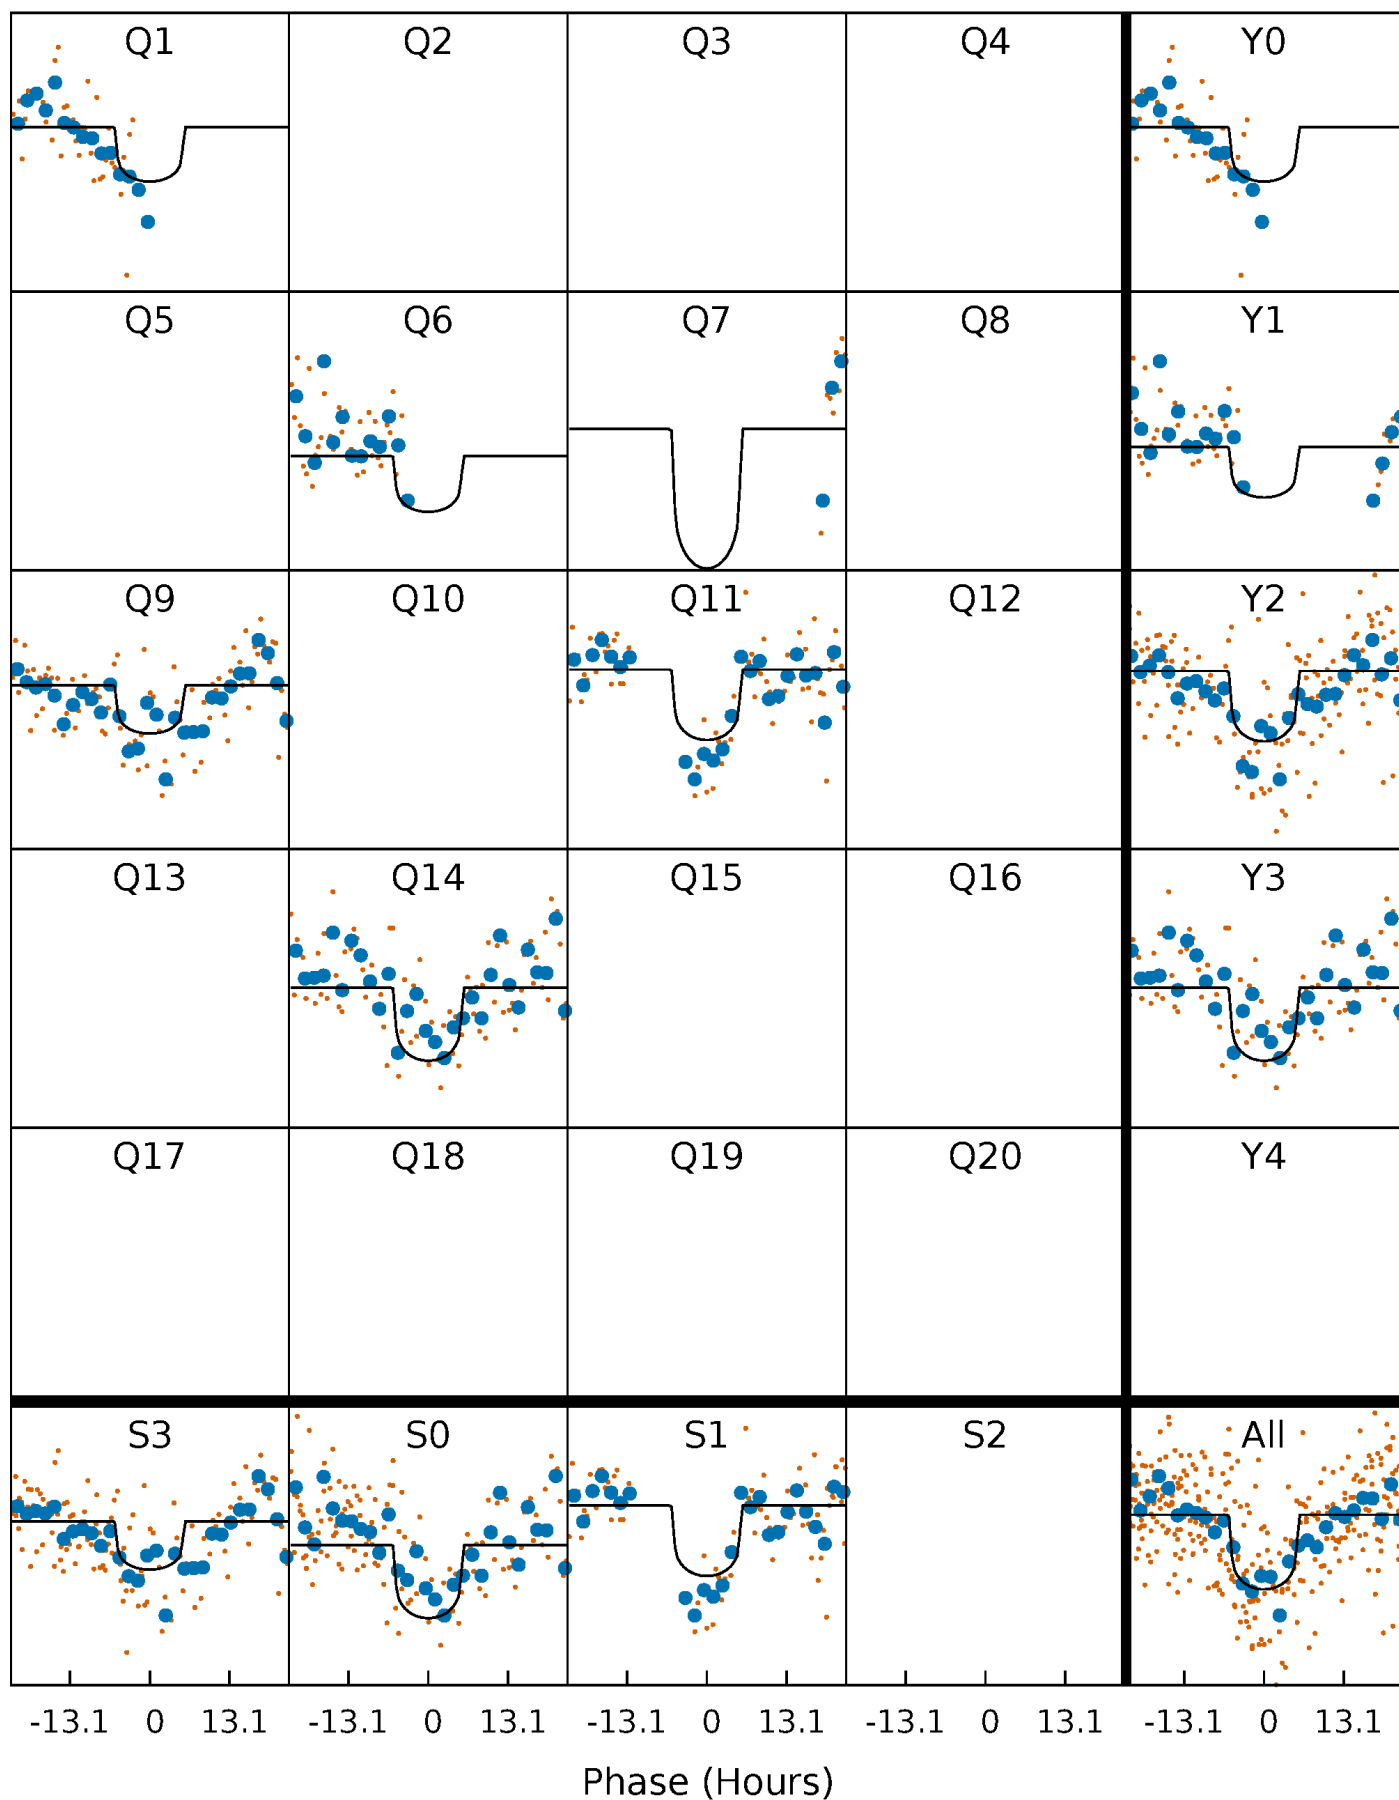 Q1 Q2 Q3 Q4 Y0
Q5 Q6 Q7 Q8 Y1
Q9 Q10 Q11 Q12 Y2
Q13 Q14 Q15 Q16 Y3
Q17 Q18 Q19 Q20 Y4
S3 S0 S1 S2 All
-13.1 0 13.1 -13.1 0 13.1 -13.1 0 13.1 -13.1 0 13.1 -13.1 0 13.1
Phase (Hours)